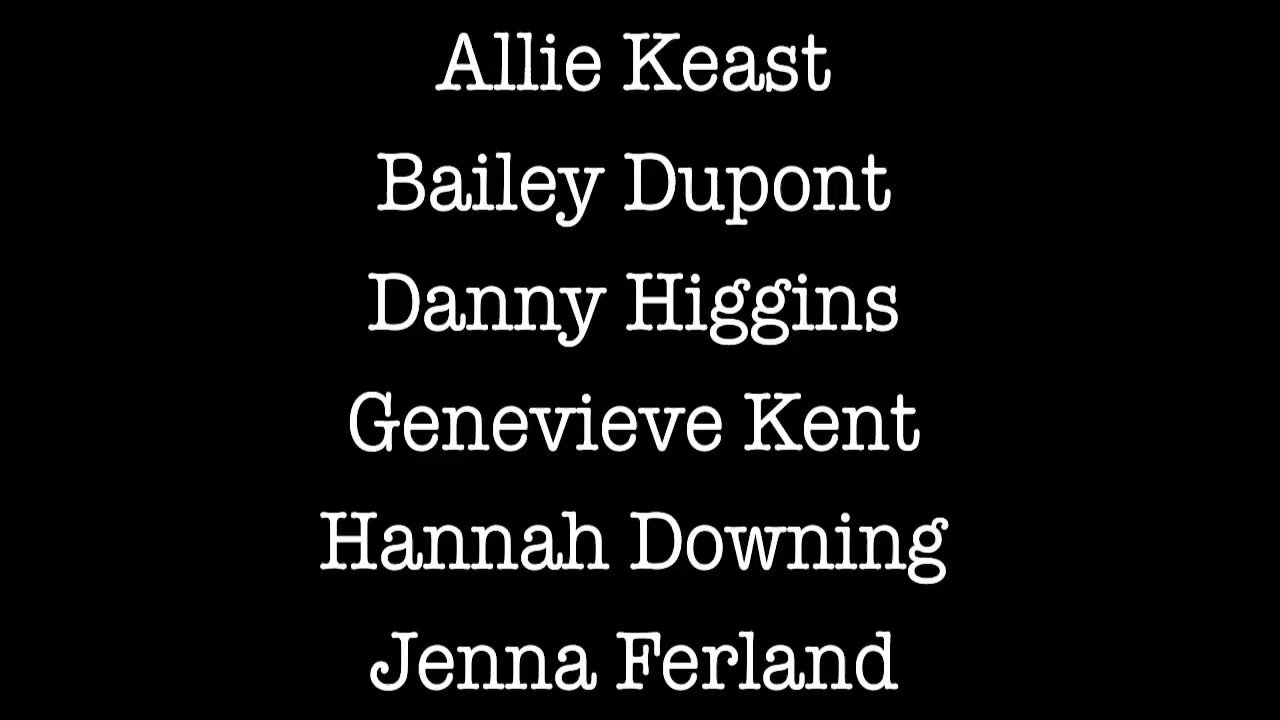 Allie Keast
Bailey Dupont
Danny Higgins
Genevieve Kent
Hannah Downing
Jenna Ferland